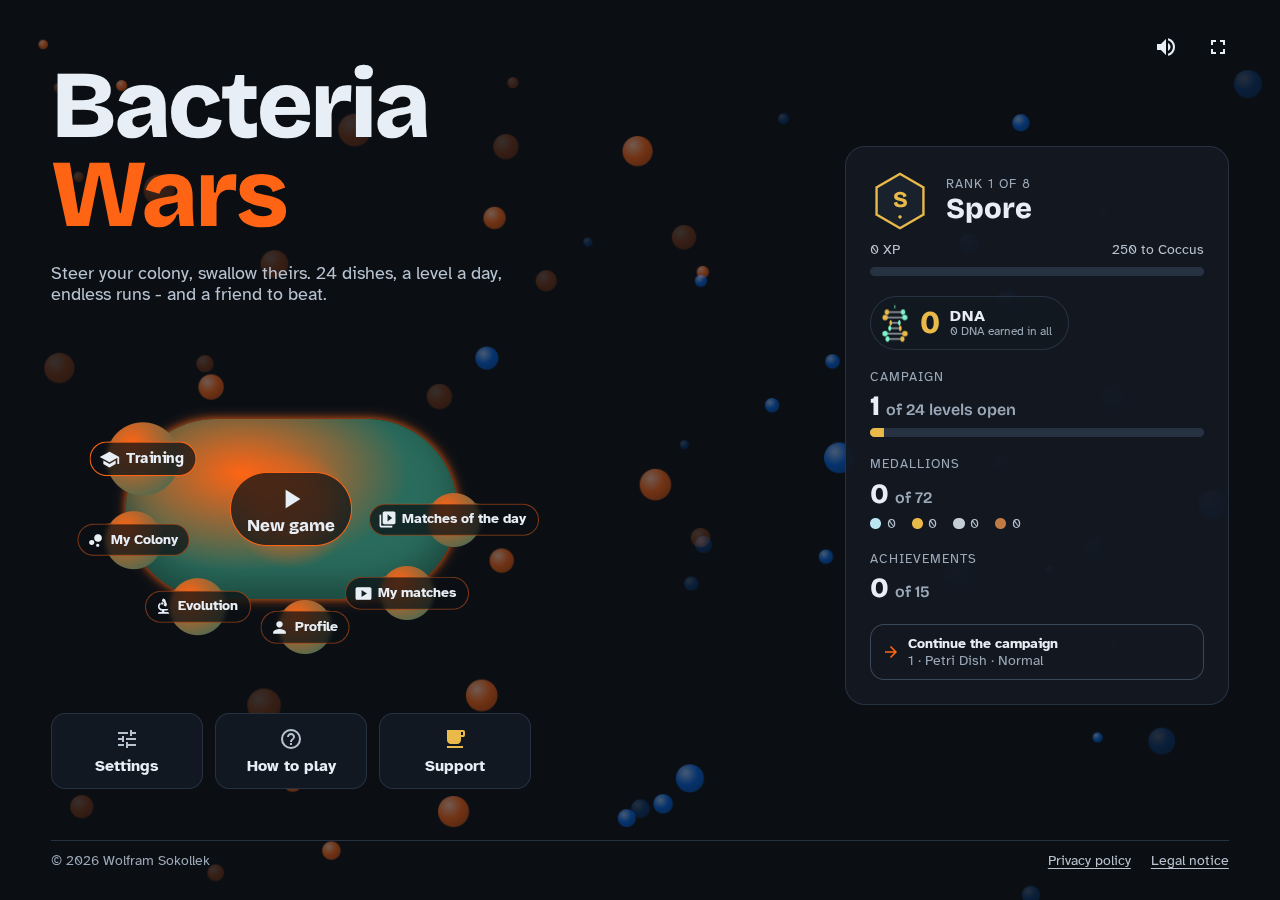 Bacteria
Wars
Steer your colony, swallow theirs. 24 dishes, a level a day,
endless runs - and a friend to beat.
Training
New game
Matches of the day
My Colony
Evolution
My matches
Profile
Settings
How to play
Support
S
RANK 1 OF 8
Spore
0 XP
250 to Coccus
0
DNA
0 DNA earned in all
CAMPAIGN
1 of 24 levels open
MEDALLIONS
0 of 72
0 0 0 0
ACHIEVEMENTS
0 of 15
Continue the campaign
1 · Petri Dish · Normal
© 2026 Wolfram Sokollek
Privacy policy
Legal notice